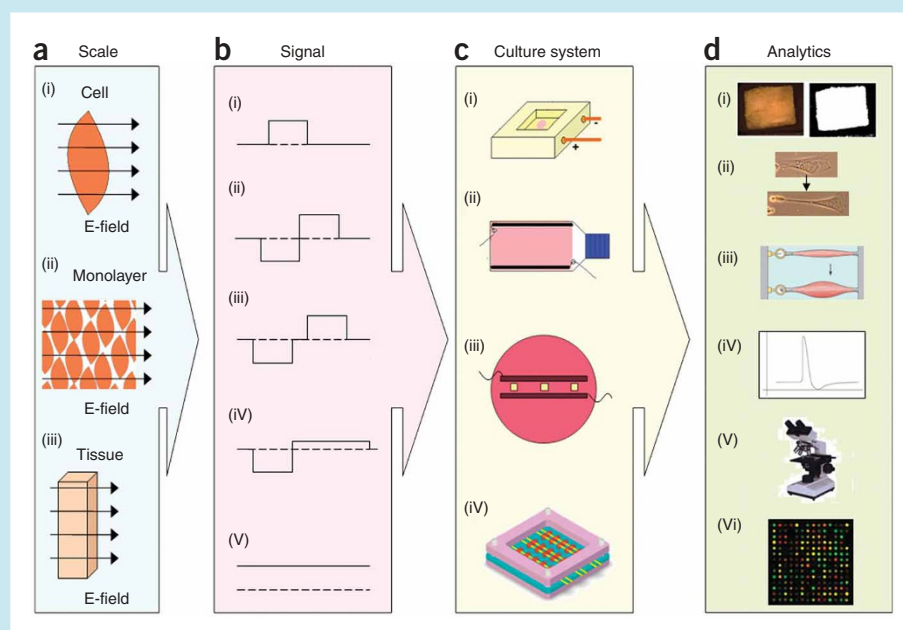 a Scale
(i)
Cell
E-field
(ii)
Monolayer
E-field
(iii)
Tissue
E-field
b Signal
(i)
(ii)
(iii)
(iV)
(V)
c Culture system
(i)
-
+
(ii)
(iii)
(iV)
d Analytics
(i)
(ii)
(iii)
(iV)
(V)
(Vi)